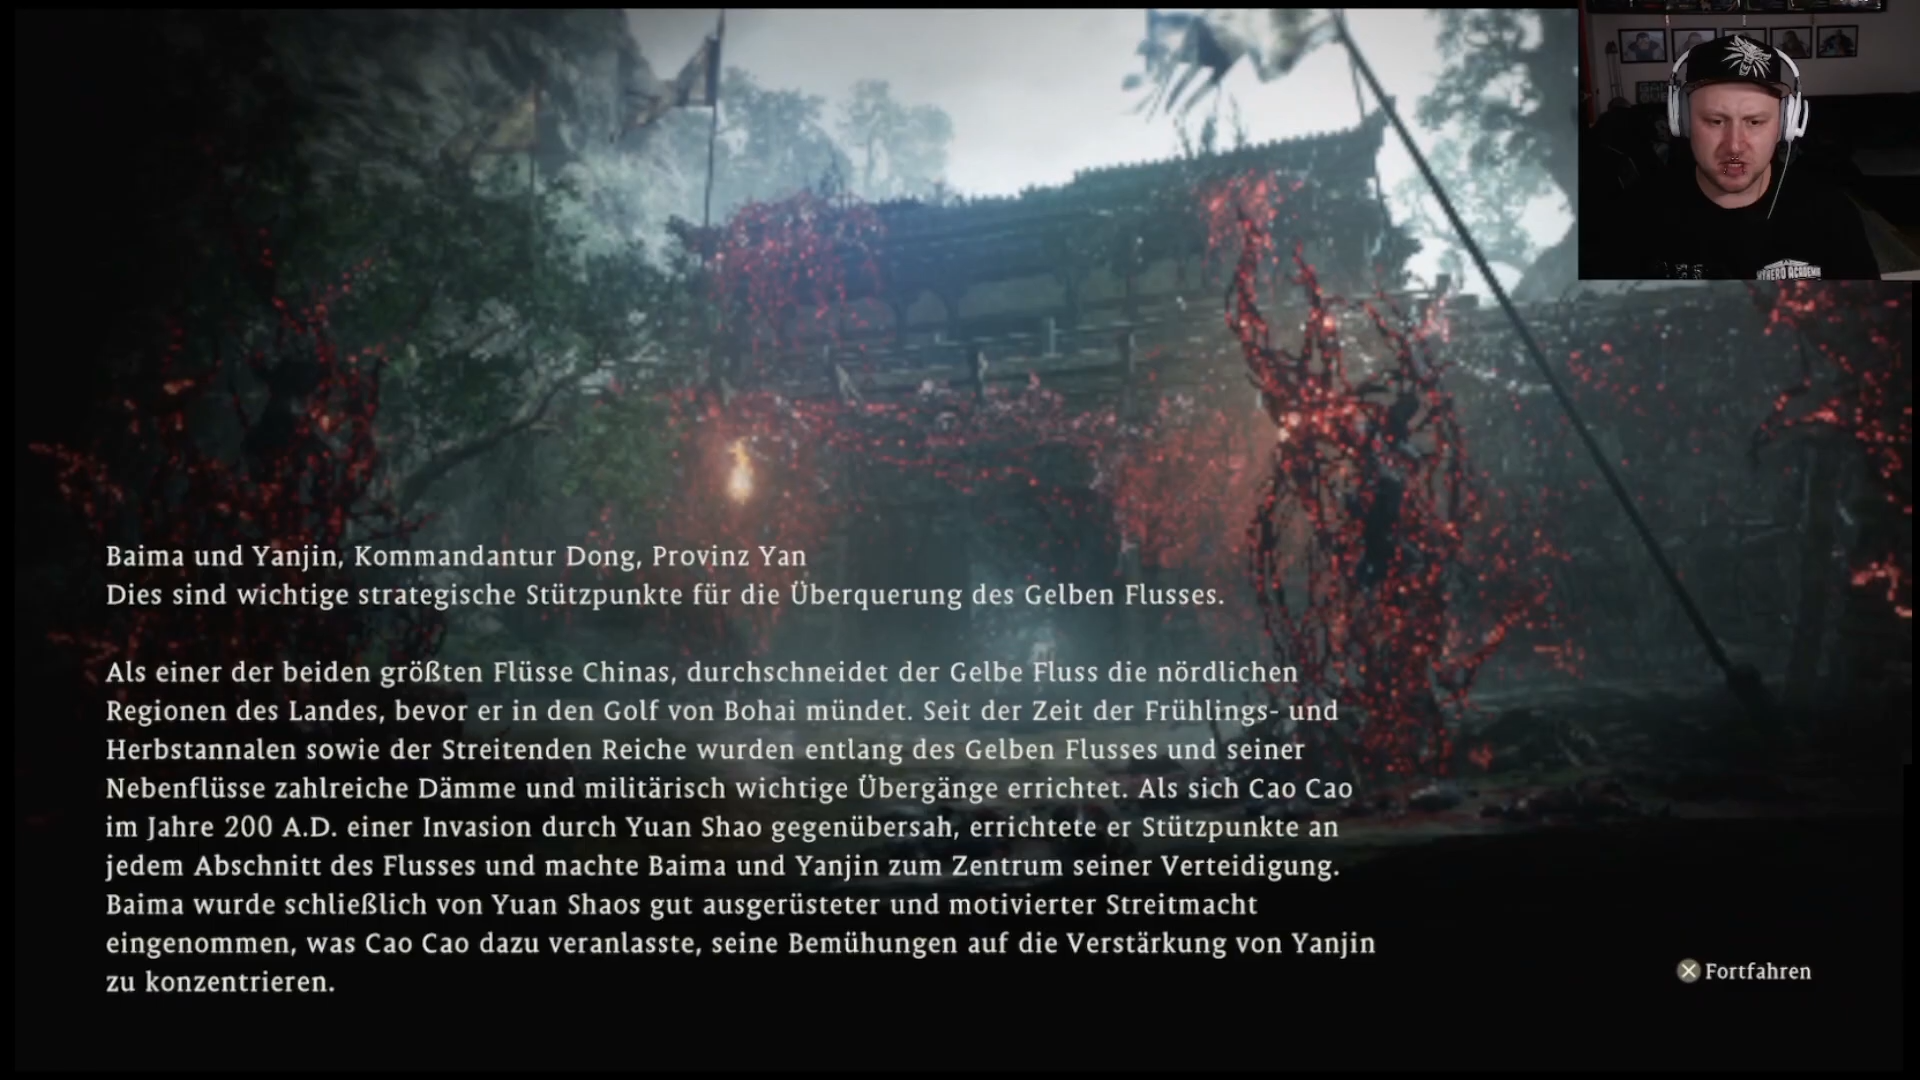 Baima und Yanjin, Kommandantur Dong, Provinz Yan
Dies sind wichtige strategische Stützpunkte für die Überquerung des Gelben Flusses.
Als einer der beiden größten Flüsse Chinas, durchschneidet der Gelbe Fluss die nördlichen
Regionen des Landes, bevor er in den Golf von Bohai mündet. Seit der Zeit der Frühlings- und
Herbstannalen sowie der Streitenden Reiche wurden entlang des Gelben Flusses und seiner
Nebenflüsse zahlreiche Dämme und militärisch wichtige Übergänge errichtet. Als sich Cao Cao
im Jahre 200 A.D. einer Invasion durch Yuan Shao gegenübersah, errichtete er Stützpunkte an
jedem Abschnitt des Flusses und machte Baima und Yanjin zum Zentrum seiner Verteidigung.
Baima wurde schließlich von Yuan Shaos gut ausgerüsteter und motivierter Streitmacht
eingenommen, was Cao Cao dazu veranlasste, seine Bemühungen auf die Verstärkung von Yanjin
zu konzentrieren.
Fortfahren